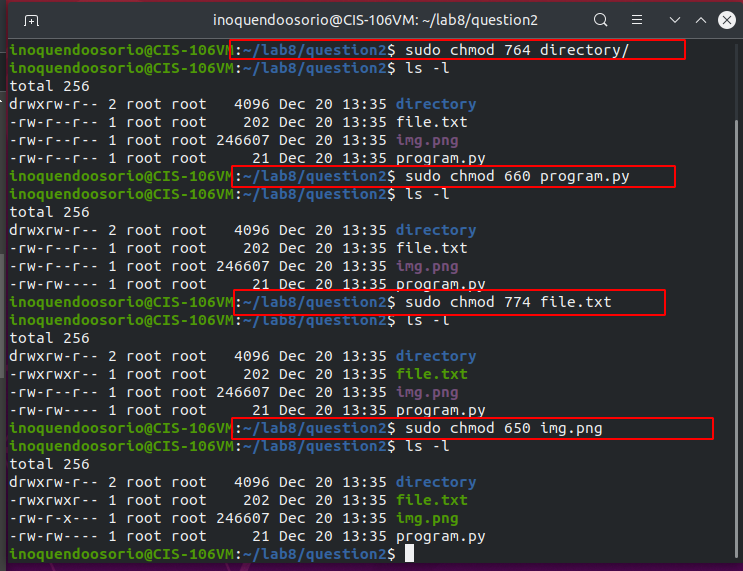 inoquendoosorio@CIS-106VM: ~/lab8/question2
inoquendoosorio@CIS-106VM:~/lab8/question2$ sudo chmod 764 directory/
inoquendoosorio@CIS-106VM:~/lab8/question2$ ls -l
total 256
drwxrw-r-- 2 root root   4096 Dec 20 13:35 directory
-rw-r--r-- 1 root root    202 Dec 20 13:35 file.txt
-rw-r--r-- 1 root root 246607 Dec 20 13:35 img.png
-rw-r--r-- 1 root root     21 Dec 20 13:35 program.py
inoquendoosorio@CIS-106VM:~/lab8/question2$ sudo chmod 660 program.py
inoquendoosorio@CIS-106VM:~/lab8/question2$ ls -l
total 256
drwxrw-r-- 2 root root   4096 Dec 20 13:35 directory
-rw-r--r-- 1 root root    202 Dec 20 13:35 file.txt
-rw-r--r-- 1 root root 246607 Dec 20 13:35 img.png
-rw-rw---- 1 root root     21 Dec 20 13:35 program.py
inoquendoosorio@CIS-106VM:~/lab8/question2$ sudo chmod 774 file.txt
inoquendoosorio@CIS-106VM:~/lab8/question2$ ls -l
total 256
drwxrw-r-- 2 root root   4096 Dec 20 13:35 directory
-rwxrwxr-- 1 root root    202 Dec 20 13:35 file.txt
-rw-r--r-- 1 root root 246607 Dec 20 13:35 img.png
-rw-rw---- 1 root root     21 Dec 20 13:35 program.py
inoquendoosorio@CIS-106VM:~/lab8/question2$ sudo chmod 650 img.png
inoquendoosorio@CIS-106VM:~/lab8/question2$ ls -l
total 256
drwxrw-r-- 2 root root   4096 Dec 20 13:35 directory
-rwxrwxr-- 1 root root    202 Dec 20 13:35 file.txt
-rw-r-x--- 1 root root 246607 Dec 20 13:35 img.png
-rw-rw---- 1 root root     21 Dec 20 13:35 program.py
inoquendoosorio@CIS-106VM:~/lab8/question2$